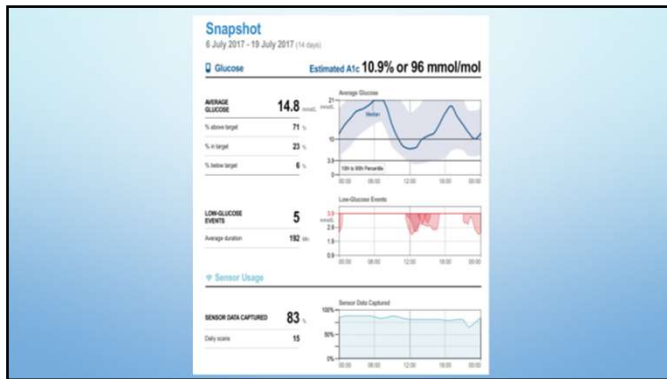 Snapshot
6 July 2017 - 19 July 2017 (14 days)
Glucose
Estimated A1c 10.9% or 96 mmol/mol
AVERAGE GLUCOSE 14.8 mmol/L
% above target 71 %
% in target 23 %
% below target 6 %
Average Glucose
mmol/L
21
10
3.9
0
Median
10th to 90th Percentile
00:00 06:00 12:00 18:00 00:00
LOW-GLUCOSE EVENTS 5
Average duration 192 Min
Low-Glucose Events
mmol/L
3.9
2.9
1.9
0.9
00:00 06:00 12:00 18:00 00:00
Sensor Usage
SENSOR DATA CAPTURED 83 %
Daily scans 15
Sensor Data Captured
100%
50%
0%
00:00 06:00 12:00 18:00 00:00